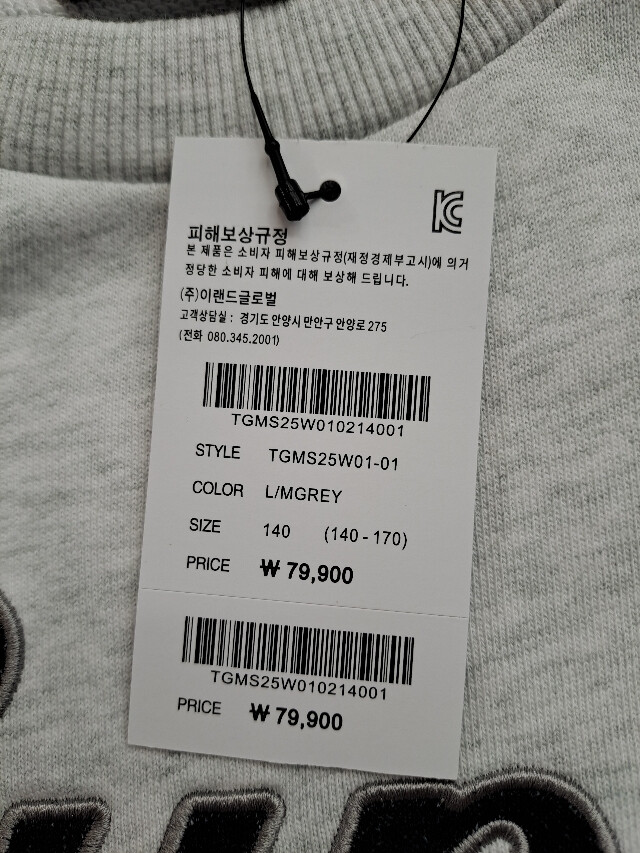 KC
피해보상규정
본 제품은 소비자 피해보상규정(재정경제부고시)에 의거
정당한 소비자 피해에 대해 보상해 드립니다.
(주)이랜드글로벌
고객상담실 : 경기도 안양시 만안구 안양로 275
(전화 080.345.2001)
TGMS25W010214001
STYLE TGMS25W01-01
COLOR L/MGREY
SIZE 140 (140-170)
PRICE ₩ 79,900
TGMS25W010214001
PRICE ₩ 79,900